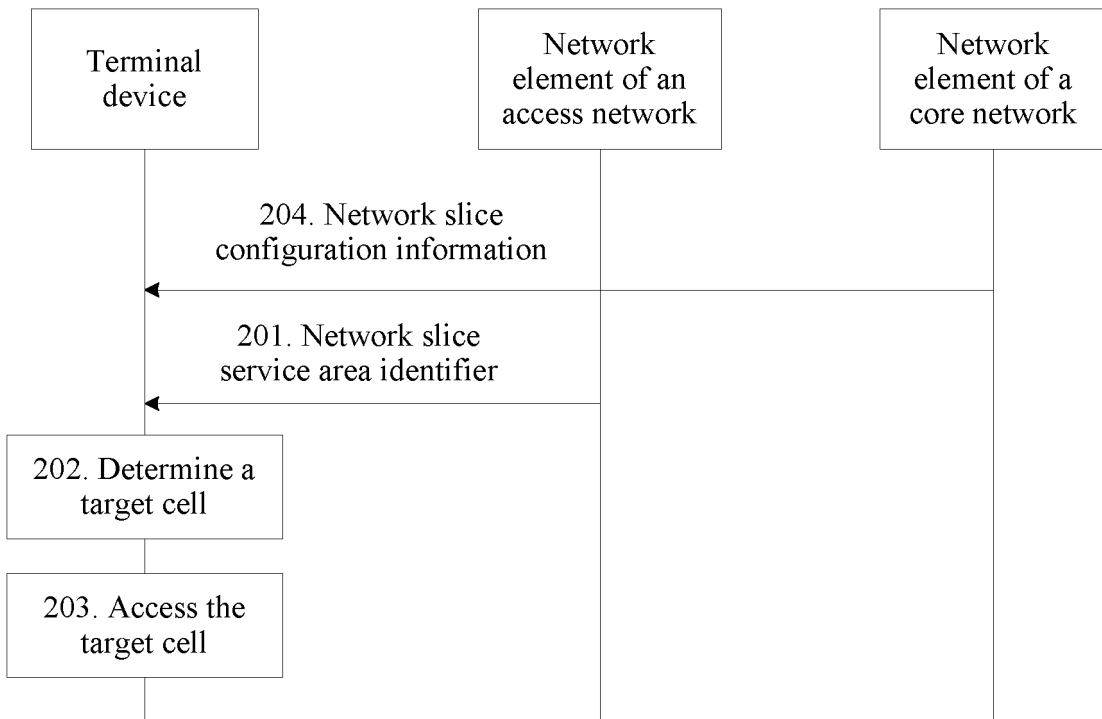 Terminal
device
Network
element of an
access network
Network
element of a
core network
204. Network slice
configuration information
201. Network slice
service area identifier
202. Determine a
target cell
203. Access the
target cell